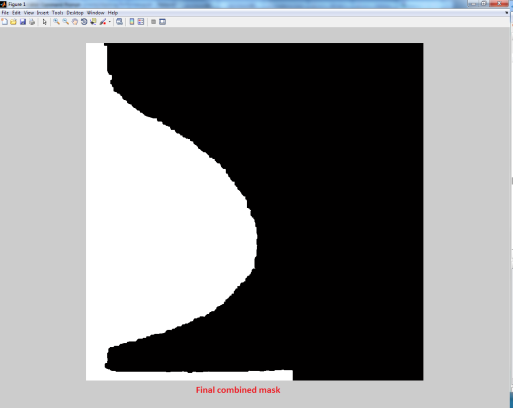 Figure 1
File Edit View Insert Tools Desktop Window Help
Final combined mask